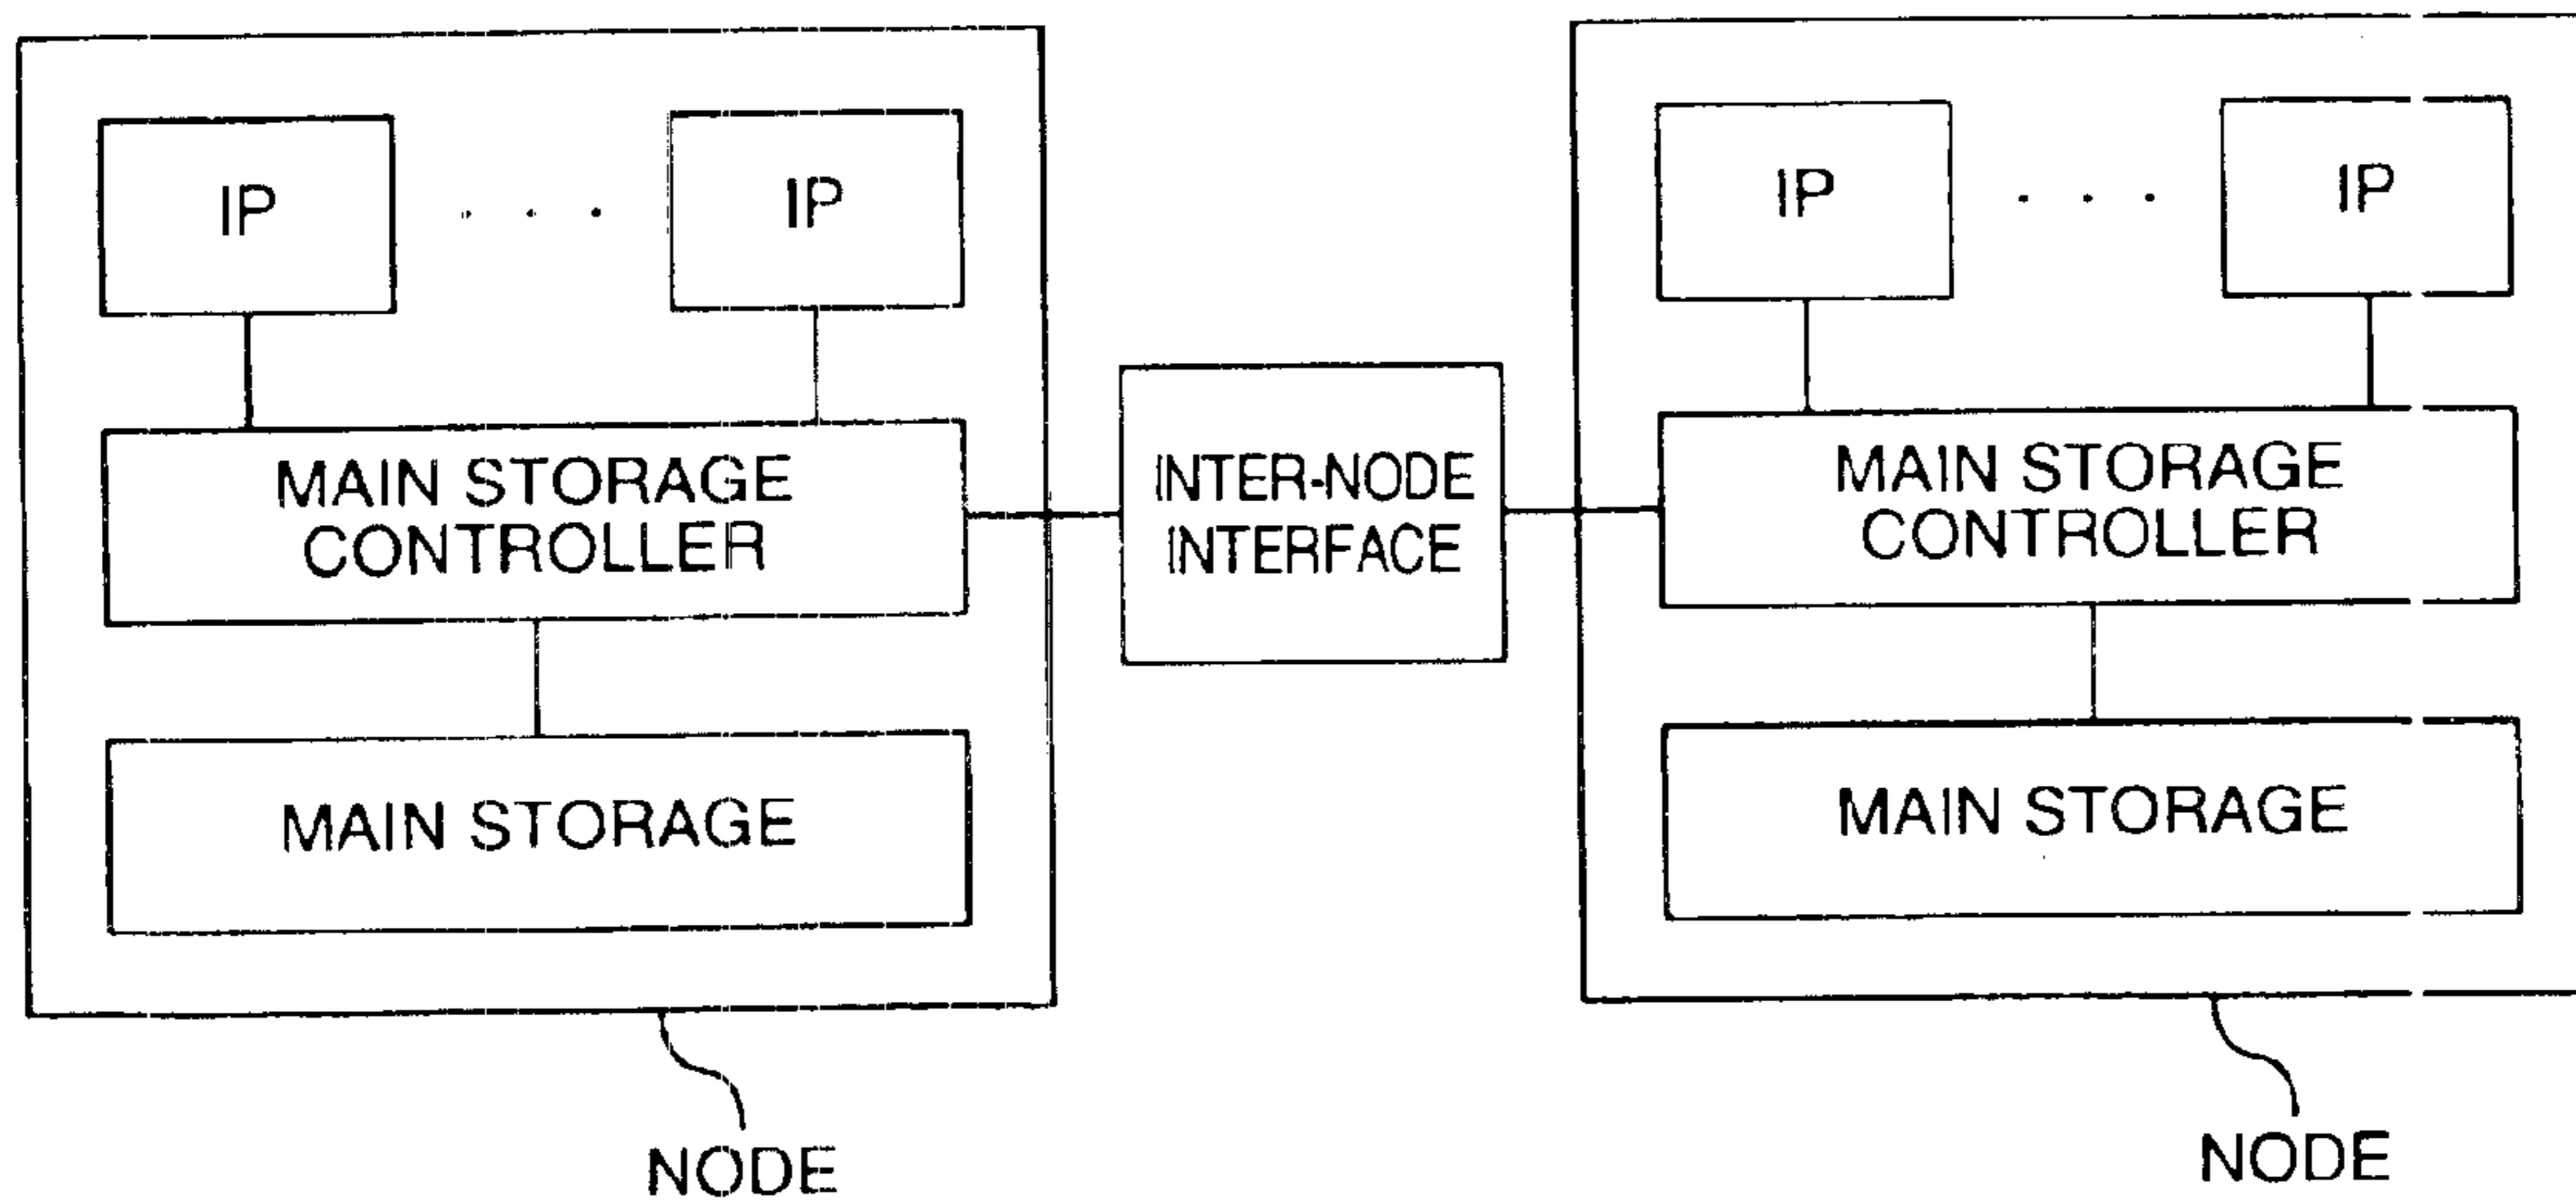 IP . . . IP
IP . . . IP
MAIN STORAGE
CONTROLLER
INTER-NODE
INTERFACE
MAIN STORAGE
CONTROLLER
MAIN STORAGE
MAIN STORAGE
NODE
NODE